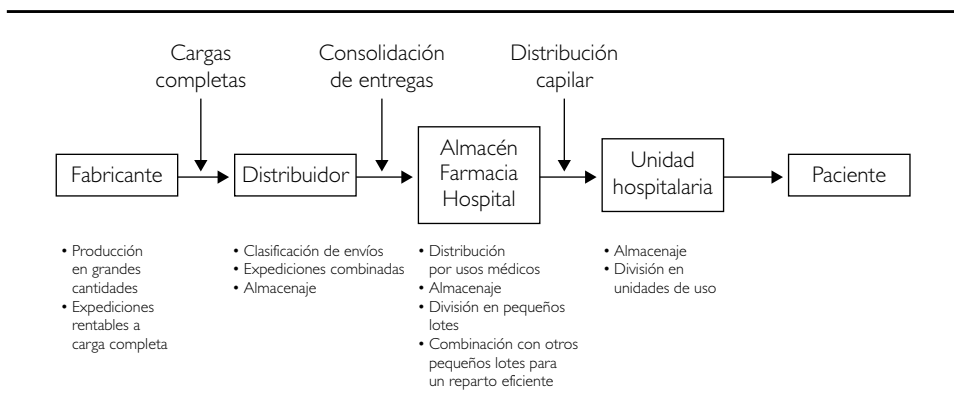 Cargas
completas
Consolidación
de entregas
Distribución
capilar
Fabricante
Distribuidor
Almacén
Farmacia
Hospital
Unidad
hospitalaria
Paciente
• Producción
en grandes
cantidades
• Expediciones
rentables a
carga completa
• Clasificación de envíos
• Expediciones combinadas
• Almacenaje
• Distribución
por usos médicos
• Almacenaje
• División en pequeños
lotes
• Combinación con otros
pequeños lotes para
un reparto eficiente
• Almacenaje
• División en
unidades de uso